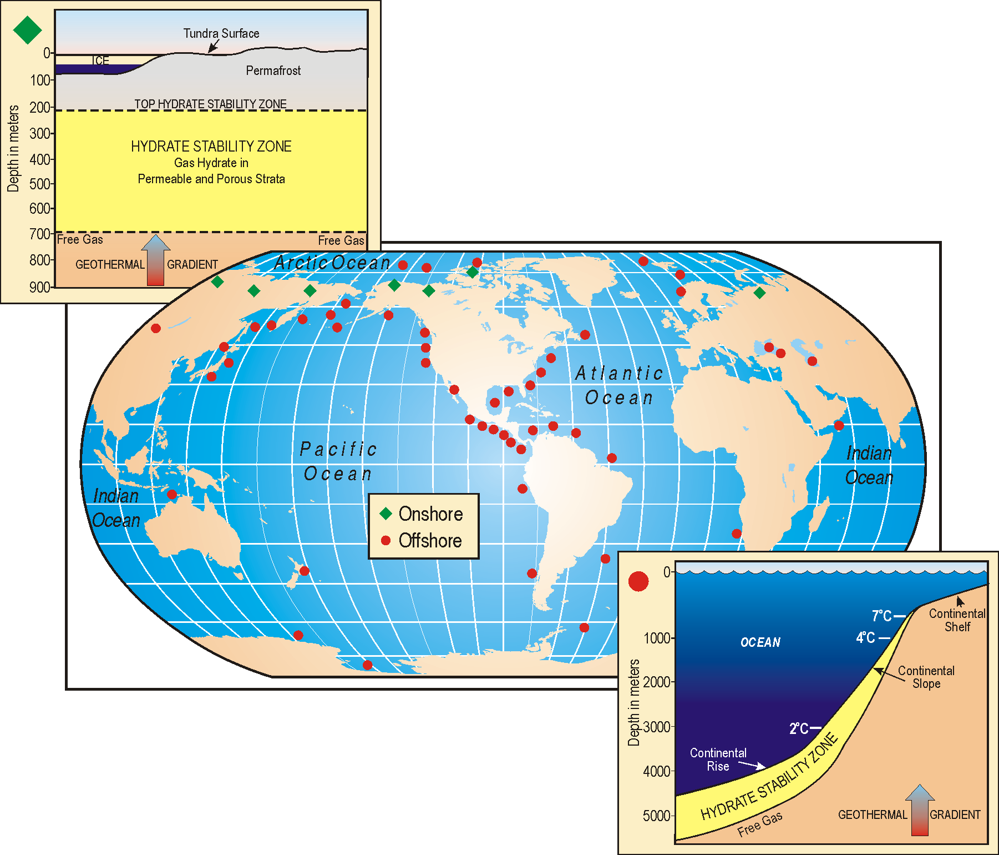 Tundra Surface
0
ICE
Permafrost
100
TOP HYDRATE STABILITY ZONE
200
300
HYDRATE STABILITY ZONE
Gas Hydrate in
400
Permeable and Porous Strata
500
600
700
Free Gas
Free Gas
800
GEOTHERMAL
GRADIENT
900
Depth in meters
Arctic Ocean
Atlantic
Ocean
Pacific
Ocean
Indian
Ocean
Indian
Ocean
Onshore
Offshore
0
7°C
Continental
Shelf
4°C
1000
OCEAN
Continental
Slope
2000
2°C
3000
Continental
Rise
4000
HYDRATE STABILITY ZONE
Free Gas
5000
GEOTHERMAL
GRADIENT
Depth in meters